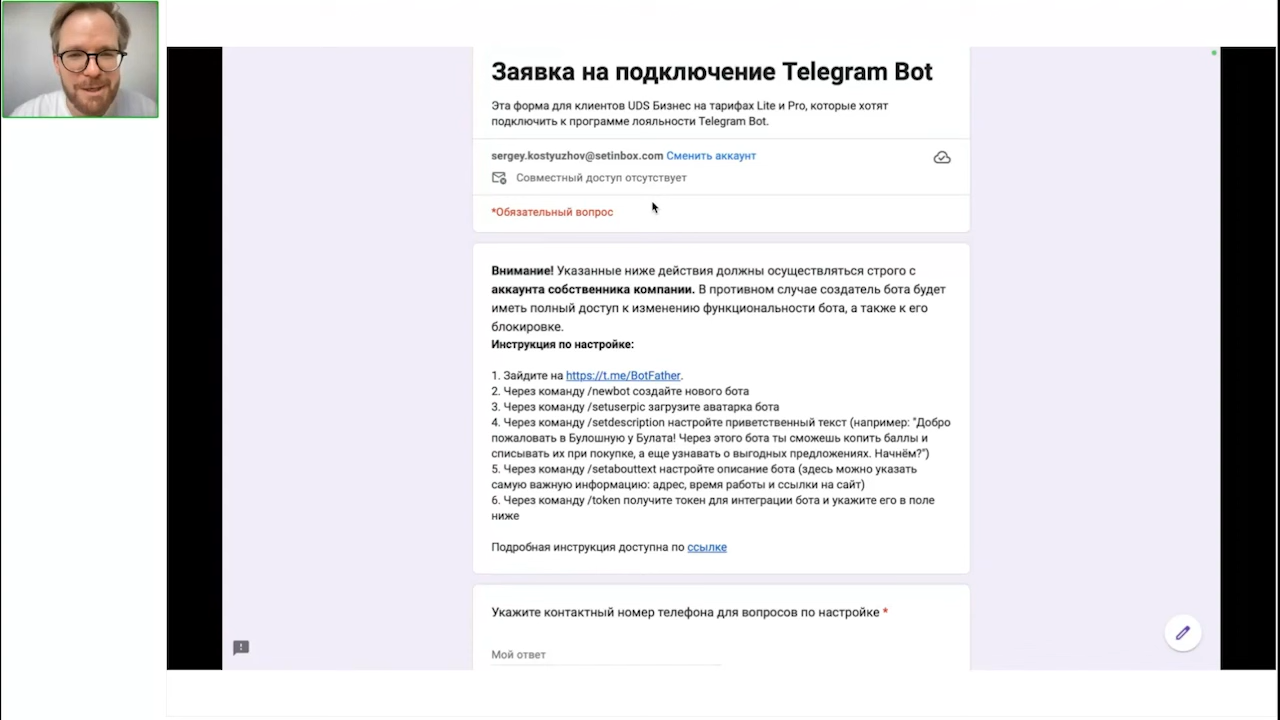 Заявка на подключение Telegram Bot
Эта форма для клиентов UDS Бизнес на тарифах Lite и Pro, которые хотят
подключить к программе лояльности Telegram Bot.
sergey.kostyuzhov@setinbox.com Сменить аккаунт
Совместный доступ отсутствует
*Обязательный вопрос
Внимание! Указанные ниже действия должны осуществляться строго с
аккаунта собственника компании. В противном случае создатель бота будет
иметь полный доступ к изменению функциональности бота, а также к его
блокировке.
Инструкция по настройке:
1. Зайдите на https://t.me/BotFather.
2. Через команду /newbot создайте нового бота
3. Через команду /setuserpic загрузите аватарка бота
4. Через команду /setdescription настройте приветственный текст (например: "Добро
пожаловать в Булошную у Булата! Через этого бота ты сможешь копить баллы и
списывать их при покупке, а еще узнавать о выгодных предложениях. Начнём?")
5. Через команду /setabouttext настройте описание бота (здесь можно указать
самую важную информацию: адрес, время работы и ссылки на сайт)
6. Через команду /token получите токен для интеграции бота и укажите его в поле
ниже
Подробная инструкция доступна по ссылке
Укажите контактный номер телефона для вопросов по настройке *
Мой ответ